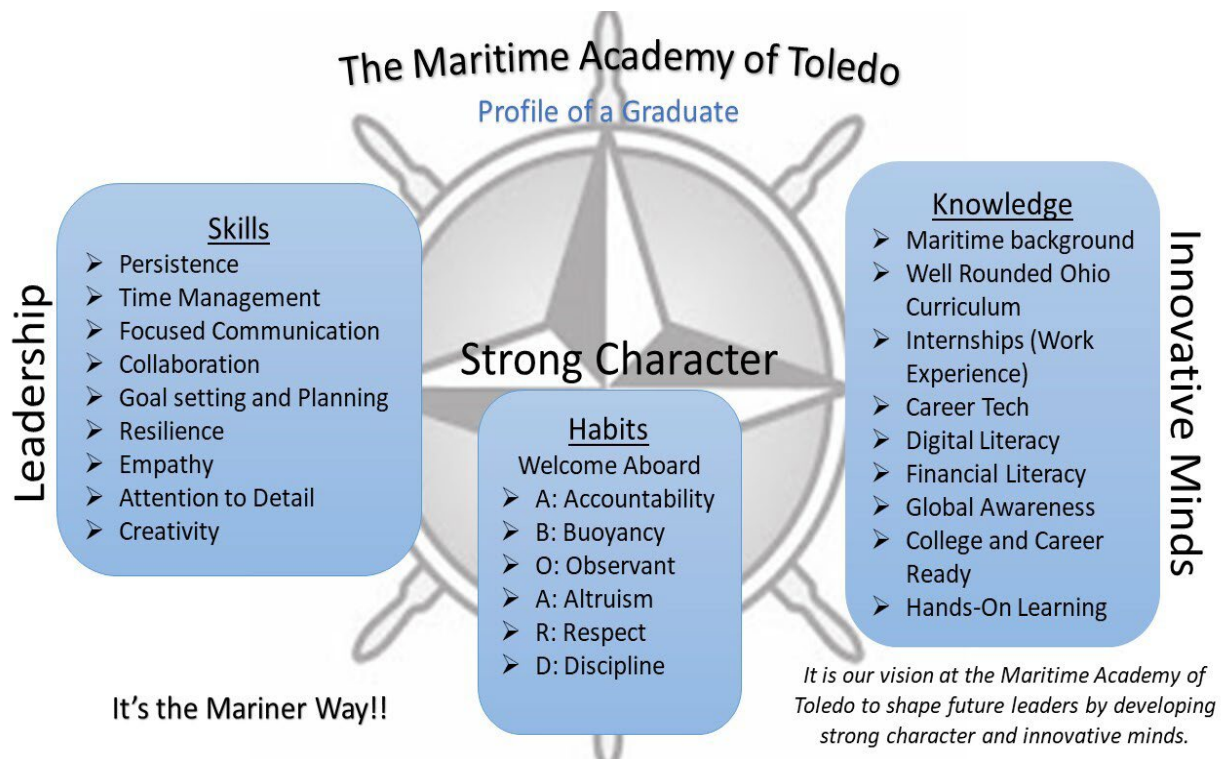 The Maritime Academy of Toledo
Profile of a Graduate
Leadership
Skills
➢ Persistence
➢ Time Management
➢ Focused Communication
➢ Collaboration
➢ Goal setting and Planning
➢ Resilience
➢ Empathy
➢ Attention to Detail
➢ Creativity
Strong Character
Habits
Welcome Aboard
➢ A: Accountability
➢ B: Buoyancy
➢ O: Observant
➢ A: Altruism
➢ R: Respect
➢ D: Discipline
Knowledge
➢ Maritime background
➢ Well Rounded Ohio
Curriculum
➢ Internships (Work
Experience)
➢ Career Tech
➢ Digital Literacy
➢ Financial Literacy
➢ Global Awareness
➢ College and Career
Ready
➢ Hands-On Learning
Innovative Minds
It's the Mariner Way!!
It is our vision at the Maritime Academy of
Toledo to shape future leaders by developing
strong character and innovative minds.